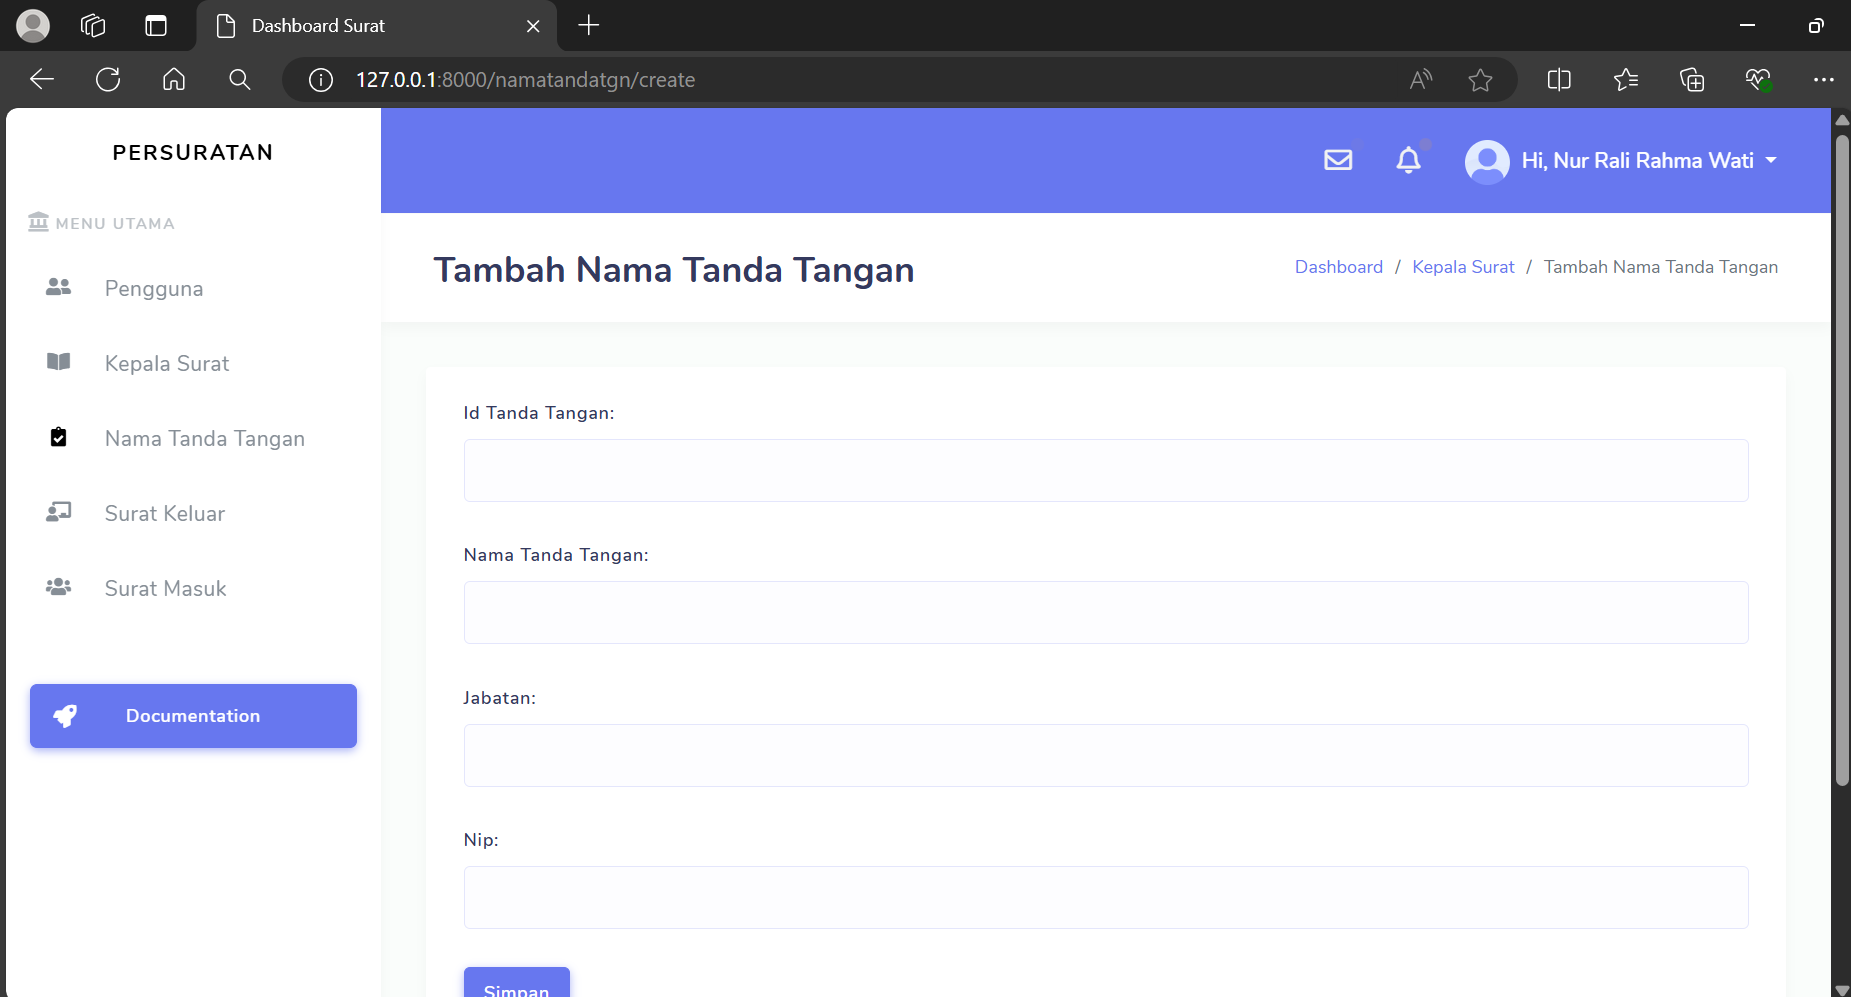 Dashboard Surat
127.0.0.1:8000/namatandatgn/create
PERSURATAN
Hi, Nur Rali Rahma Wati
MENU UTAMA
Pengguna
Kepala Surat
Nama Tanda Tangan
Surat Keluar
Surat Masuk
Documentation
Tambah Nama Tanda Tangan
Dashboard / Kepala Surat / Tambah Nama Tanda Tangan
Id Tanda Tangan:
Nama Tanda Tangan:
Jabatan:
Nip:
Simpan